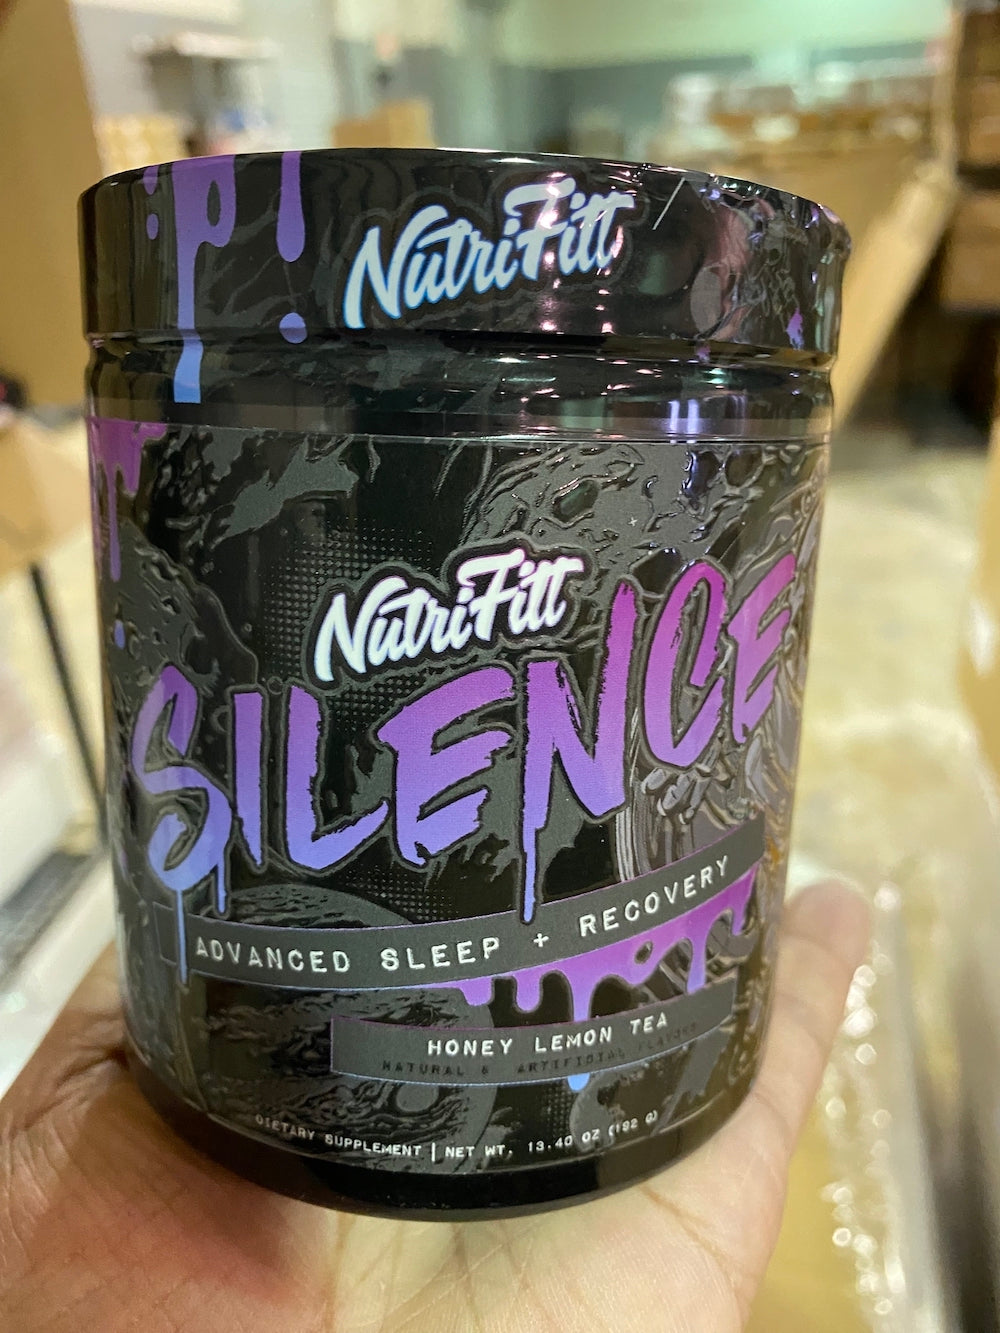 NutriFitt
NutriFitt
SILENCE
ADVANCED SLEEP + RECOVERY
HONEY LEMON TEA
NATURAL & ARTIFICIAL FLAVORS
DIETARY SUPPLEMENT | NET WT. 13.40 OZ (192 G)